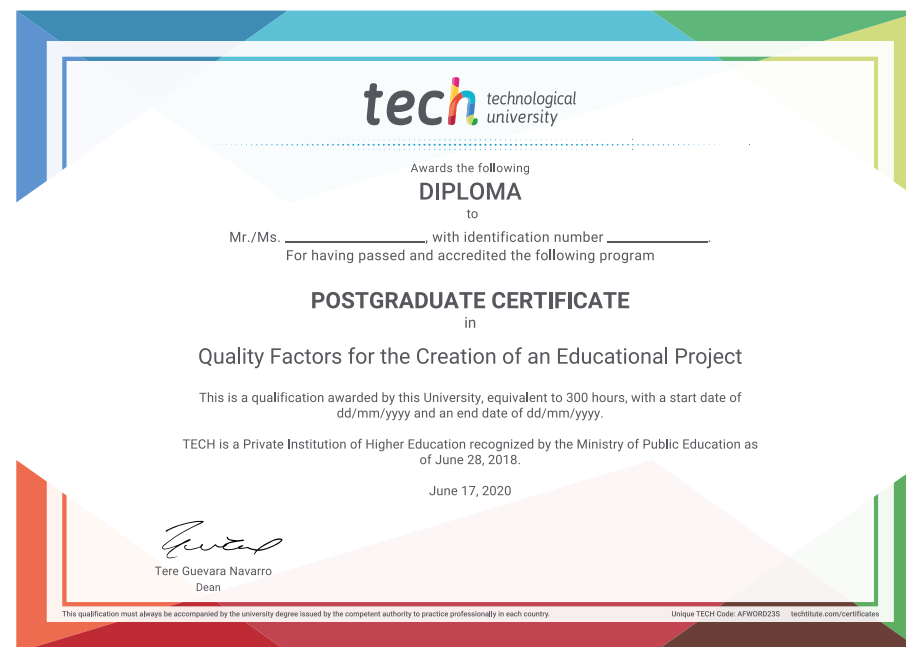 tech technological
university
Awards the following
DIPLOMA
to
Mr./Ms. ____________________, with identification number ______________.
For having passed and accredited the following program
POSTGRADUATE CERTIFICATE
in
Quality Factors for the Creation of an Educational Project
This is a qualification awarded by this University, equivalent to 300 hours, with a start date of
dd/mm/yyyy and an end date of dd/mm/yyyy.
TECH is a Private Institution of Higher Education recognized by the Ministry of Public Education as
of June 28, 2018.
June 17, 2020
Tere Guevara Navarro
Dean
This qualification must always be accompanied by the university degree issued by the competent authority to practice professionally in each country. Unique TECH Code: AFWORD23S techtitute.com/certificates